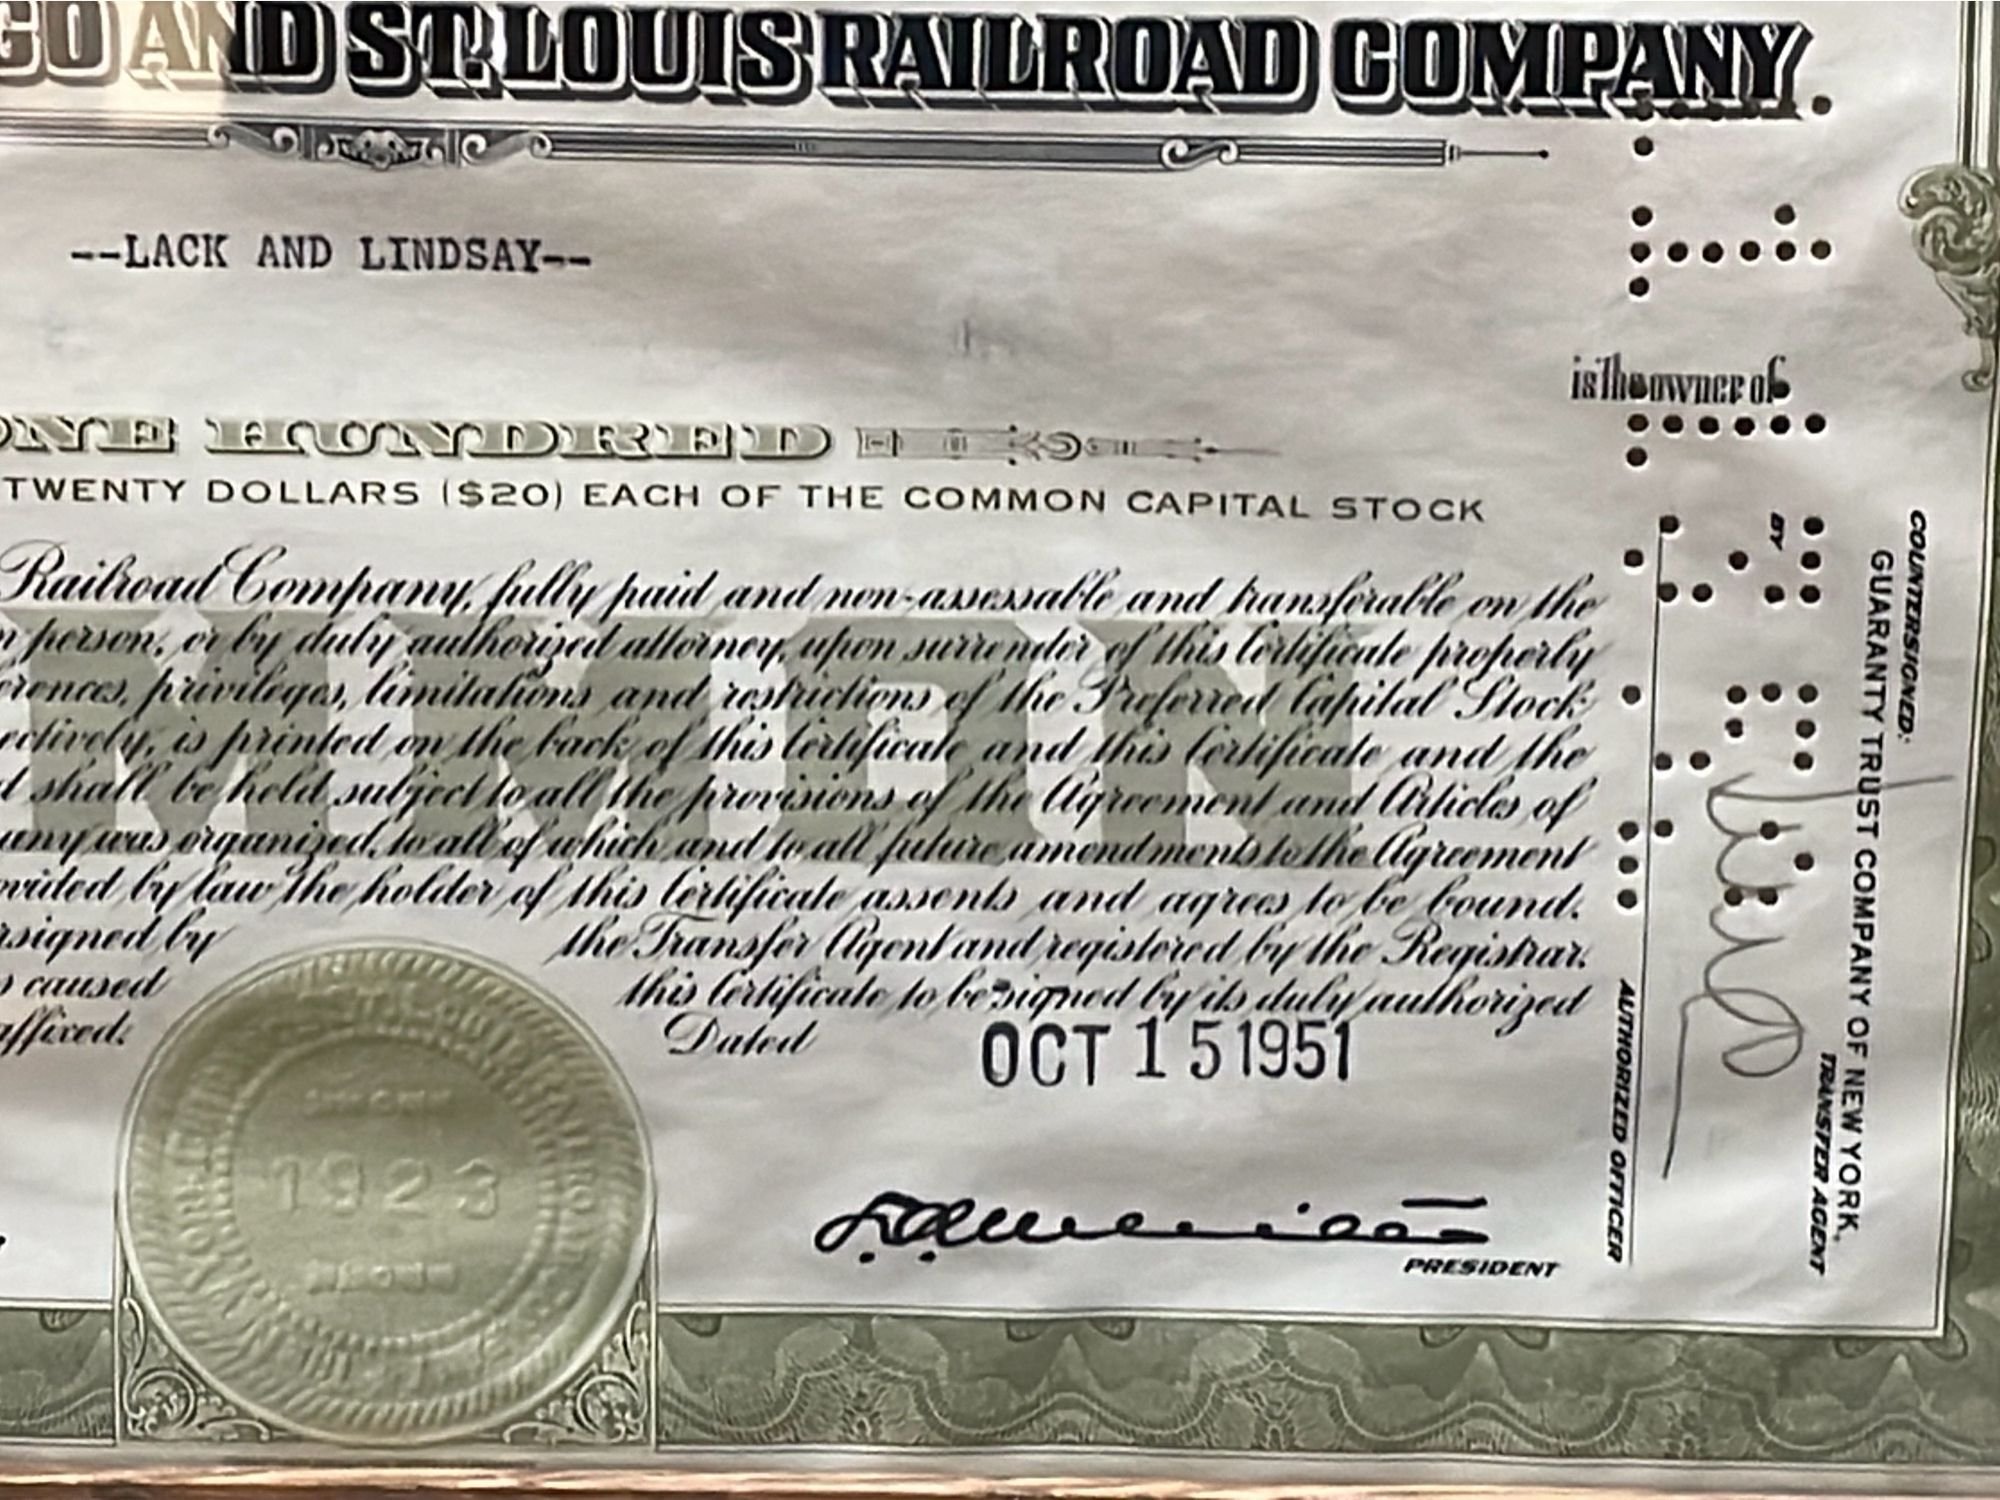 GO AND ST. LOUIS RAILROAD COMPANY.
--LACK AND LINDSAY--
is the owner of
ONE HUNDRED
TWENTY DOLLARS ($20) EACH OF THE COMMON CAPITAL STOCK
Railroad Company, fully paid and non-assessable and transferable on the
n person, or by duly authorized attorney, upon surrender of this Certificate properly
erences, privileges, limitations and restrictions of the Preferred Capital Stock
ectively, is printed on the back of this Certificate and this Certificate and the
d shall be held subject to all the provisions of the Agreement and Articles of
any was organized, to all of which and to all future amendments to the Agreement
ovided by law the holder of this Certificate assents and agrees to be bound.
rsigned by the Transfer Agent and registered by the Registrar.
s caused this Certificate to be signed by its duly authorized
affixed. Dated OCT 15 1951
MMON
1923
PRESIDENT
COUNTERSIGNED:
GUARANTY TRUST COMPANY OF NEW YORK,
TRANSFER AGENT
BY
AUTHORIZED OFFICER